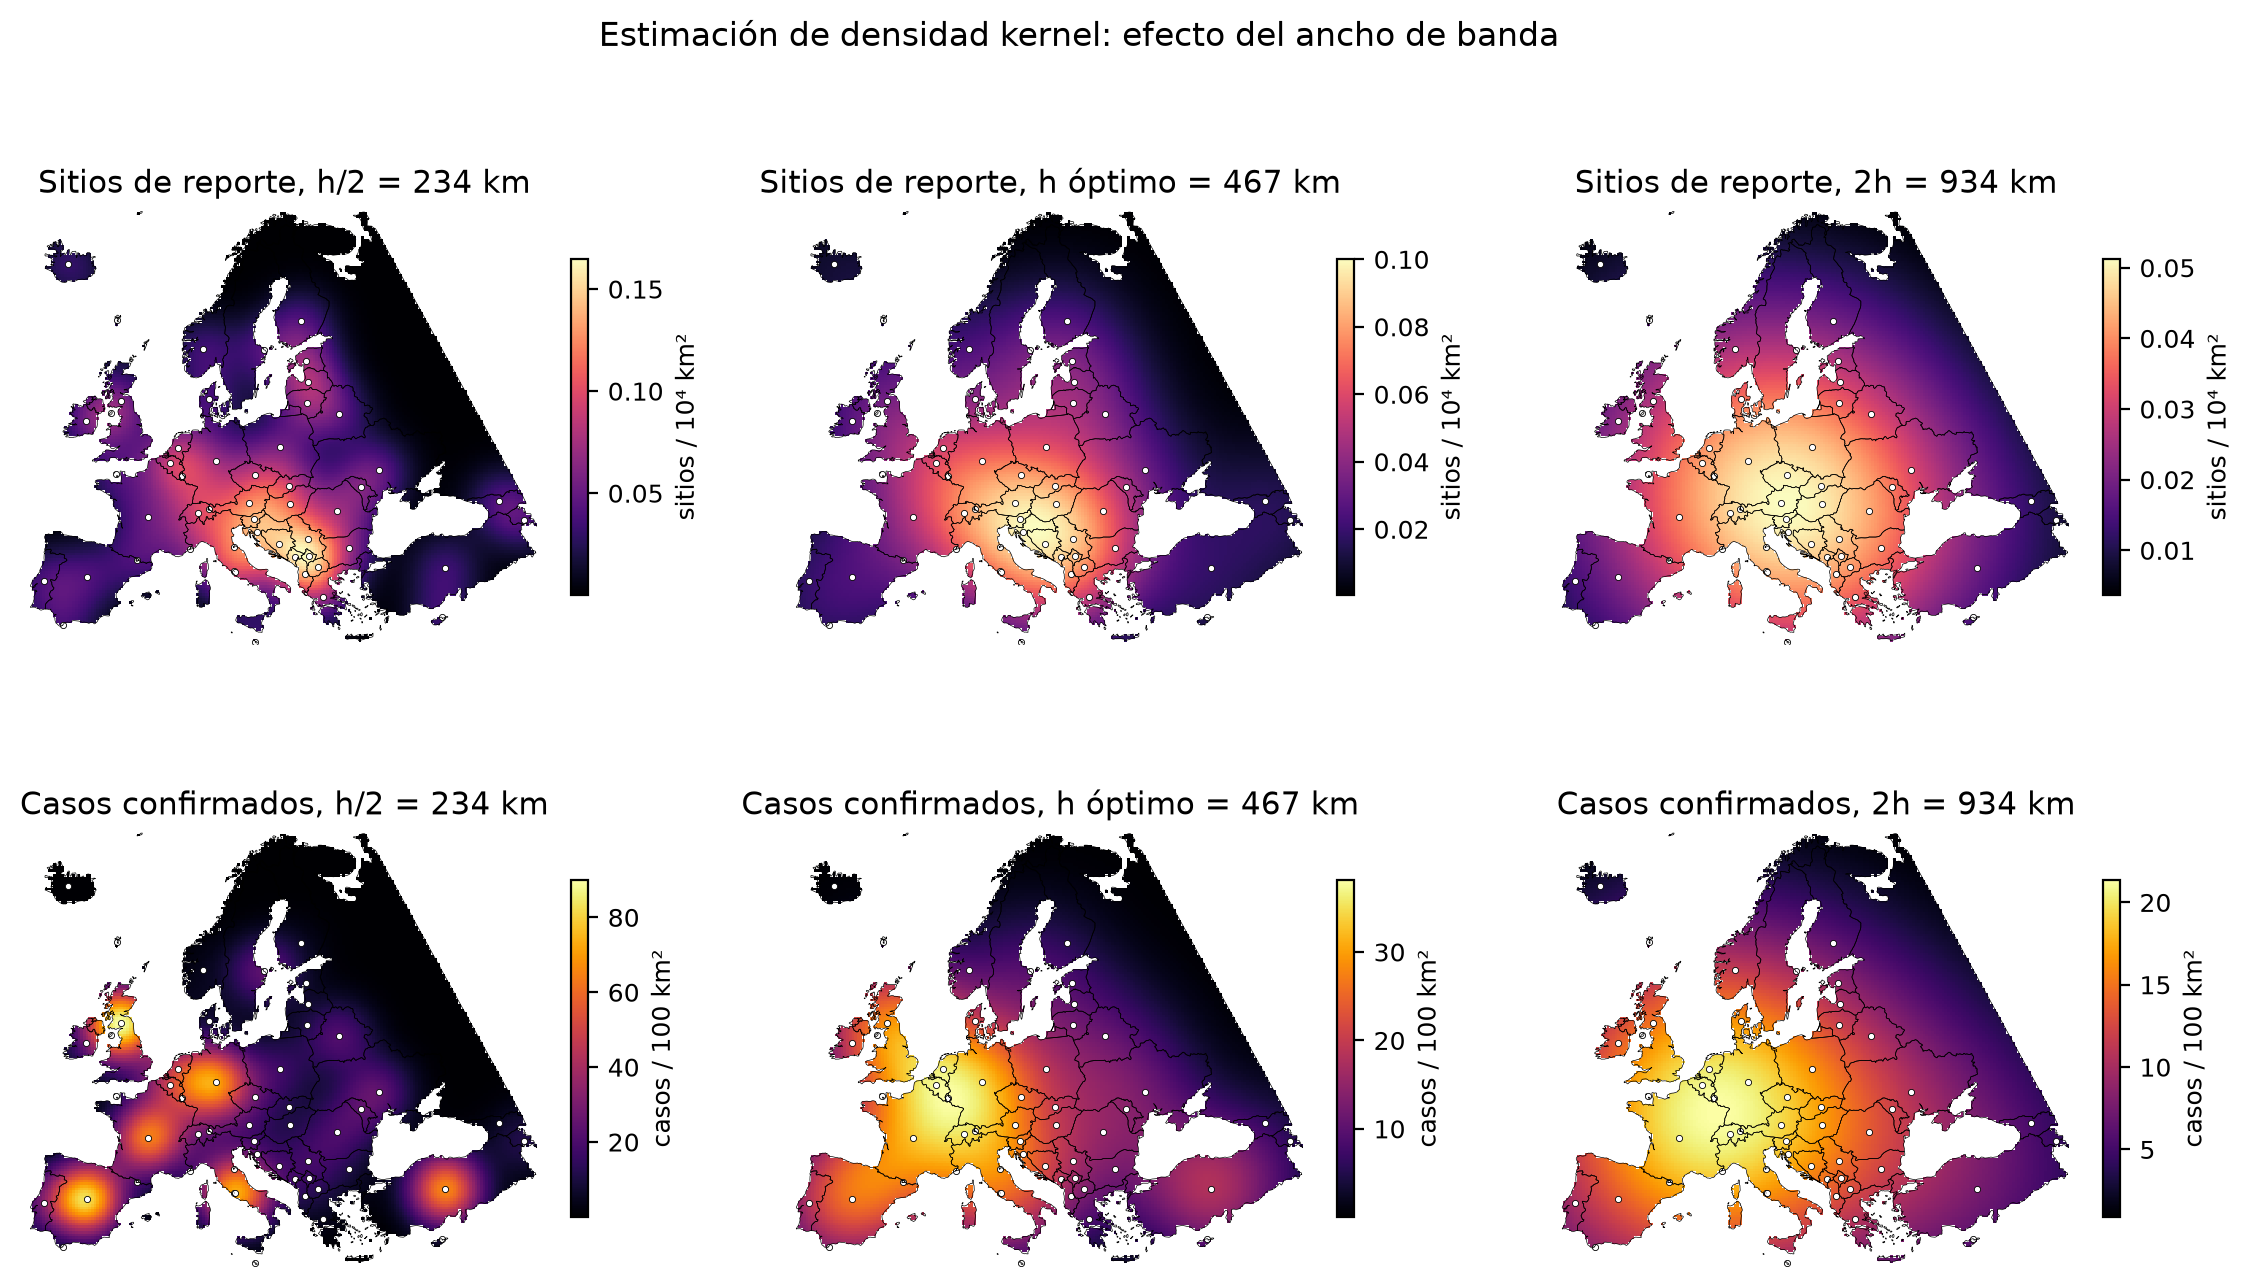 Estimación de densidad kernel: efecto del ancho de banda
Sitios de reporte, h/2 = 234 km
0.15
0.10
0.05
sitios / 10⁴ km²
Sitios de reporte, h óptimo = 467 km
0.10
0.08
0.06
0.04
0.02
sitios / 10⁴ km²
Sitios de reporte, 2h = 934 km
0.05
0.04
0.03
0.02
0.01
sitios / 10⁴ km²
Casos confirmados, h/2 = 234 km
80
60
40
20
casos / 100 km²
Casos confirmados, h óptimo = 467 km
30
20
10
casos / 100 km²
Casos confirmados, 2h = 934 km
20
15
10
5
casos / 100 km²